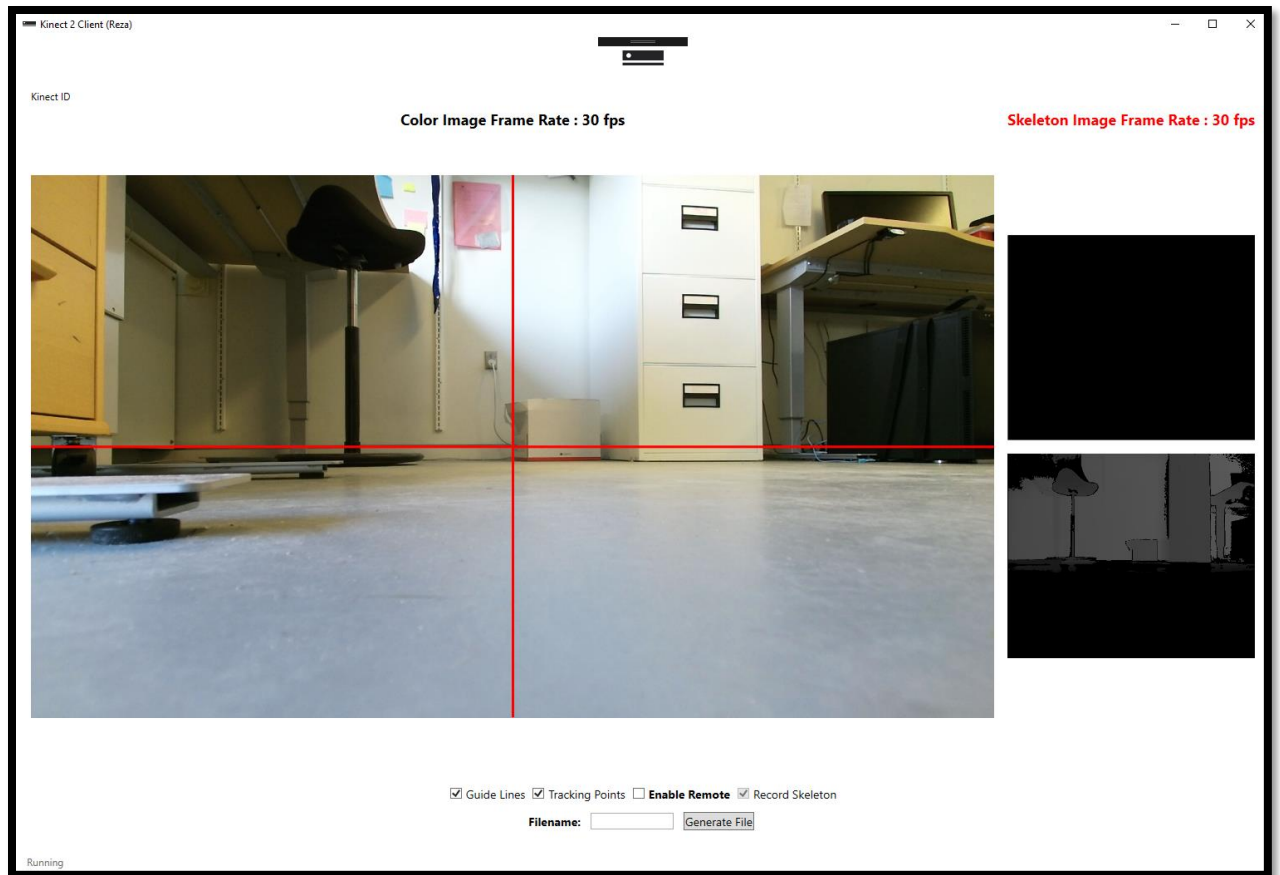 Kinect 2 Client (Reza)
Kinect ID
Color Image Frame Rate : 30 fps
Skeleton Image Frame Rate : 30 fps
Guide Lines Tracking Points Enable Remote Record Skeleton
Filename: Generate File
Running